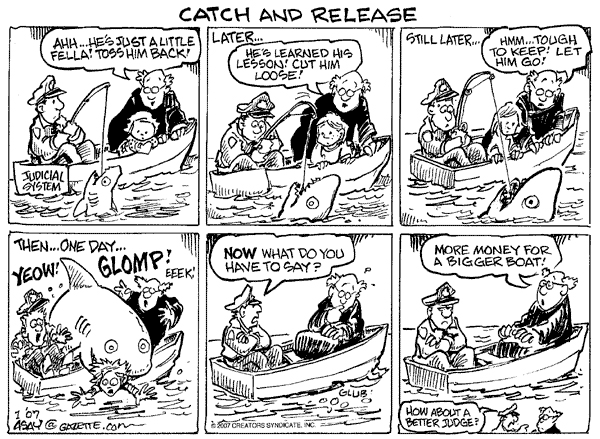 CATCH AND RELEASE
AHH...HE'S JUST A LITTLE
FELLA! TOSS HIM BACK!
JUDICIAL
SYSTEM
LATER...
HE'S LEARNED HIS
LESSON! CUT HIM
LOOSE!
STILL LATER...
HMM...TOUGH
TO KEEP! LET
HIM GO!
THEN...ONE DAY...
YEOW!
GLOMP!
EEEK!
1 '07
ASAY @ GAZETTE.com
NOW WHAT DO YOU
HAVE TO SAY?
GLUB
© 2007 CREATORS SYNDICATE, INC.
MORE MONEY FOR
A BIGGER BOAT!
HOW ABOUT A
BETTER JUDGE?